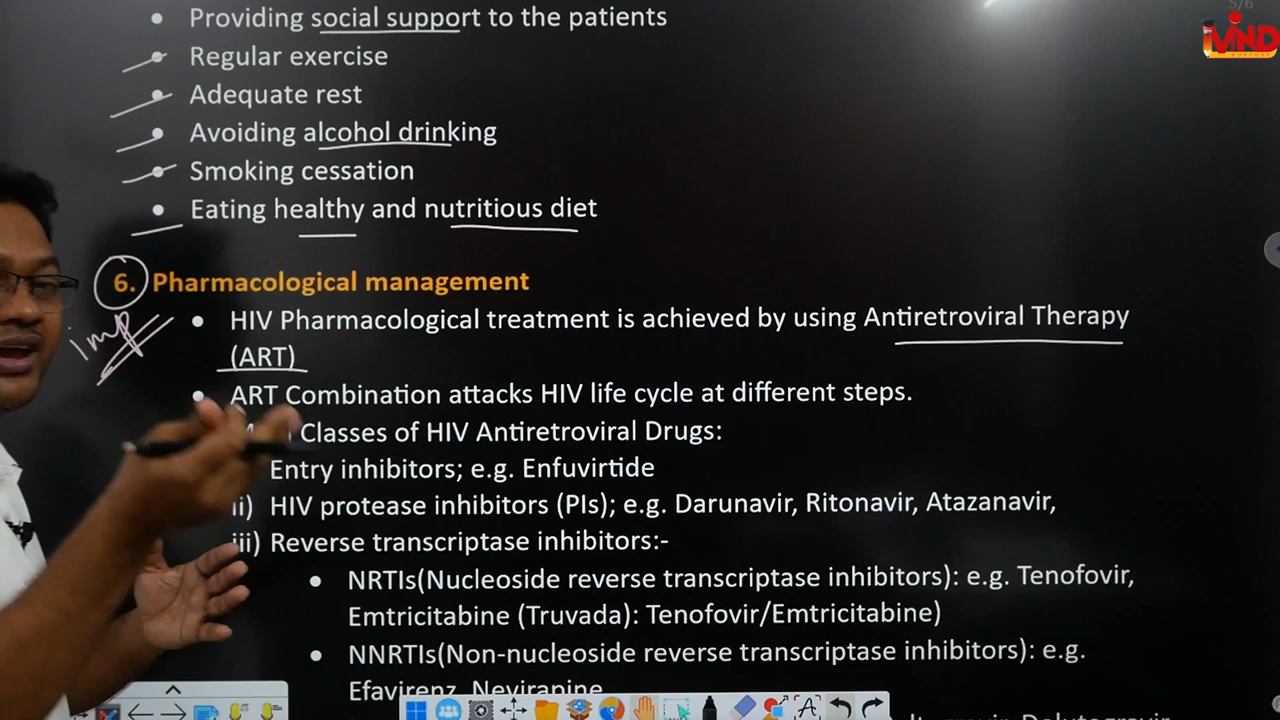 5/6
iMND
Providing social support to the patients
Regular exercise
Adequate rest
Avoiding alcohol drinking
Smoking cessation
Eating healthy and nutritious diet
6. Pharmacological management
imp
HIV Pharmacological treatment is achieved by using Antiretroviral Therapy
(ART)
ART Combination attacks HIV life cycle at different steps.
Classes of HIV Antiretroviral Drugs:
Entry inhibitors; e.g. Enfuvirtide
ii) HIV protease inhibitors (PIs); e.g. Darunavir, Ritonavir, Atazanavir,
iii) Reverse transcriptase inhibitors:-
NRTIs(Nucleoside reverse transcriptase inhibitors): e.g. Tenofovir,
Emtricitabine (Truvada): Tenofovir/Emtricitabine)
NNRTIs(Non-nucleoside reverse transcriptase inhibitors): e.g.
Efavirenz, Nevirapine